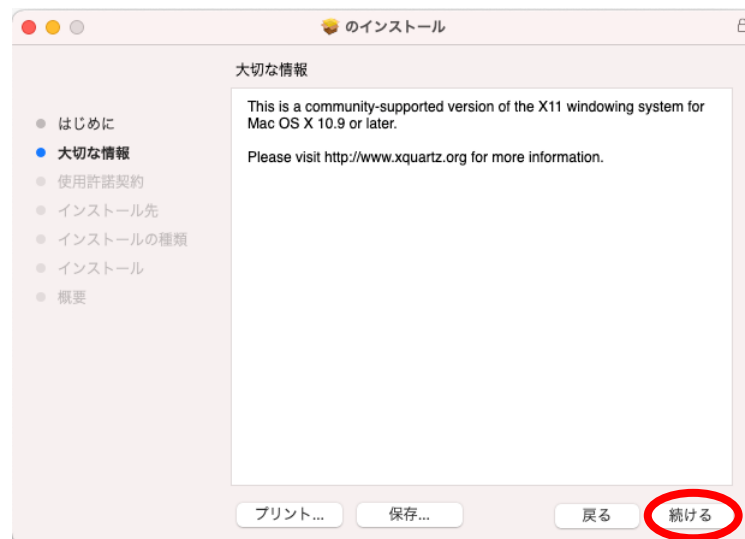 のインストール
大切な情報
はじめに
大切な情報
使用許諾契約
インストール先
インストールの種類
インストール
概要
This is a community-supported version of the X11 windowing system for
Mac OS X 10.9 or later.
Please visit http://www.xquartz.org for more information.
プリント...
保存...
戻る
続ける